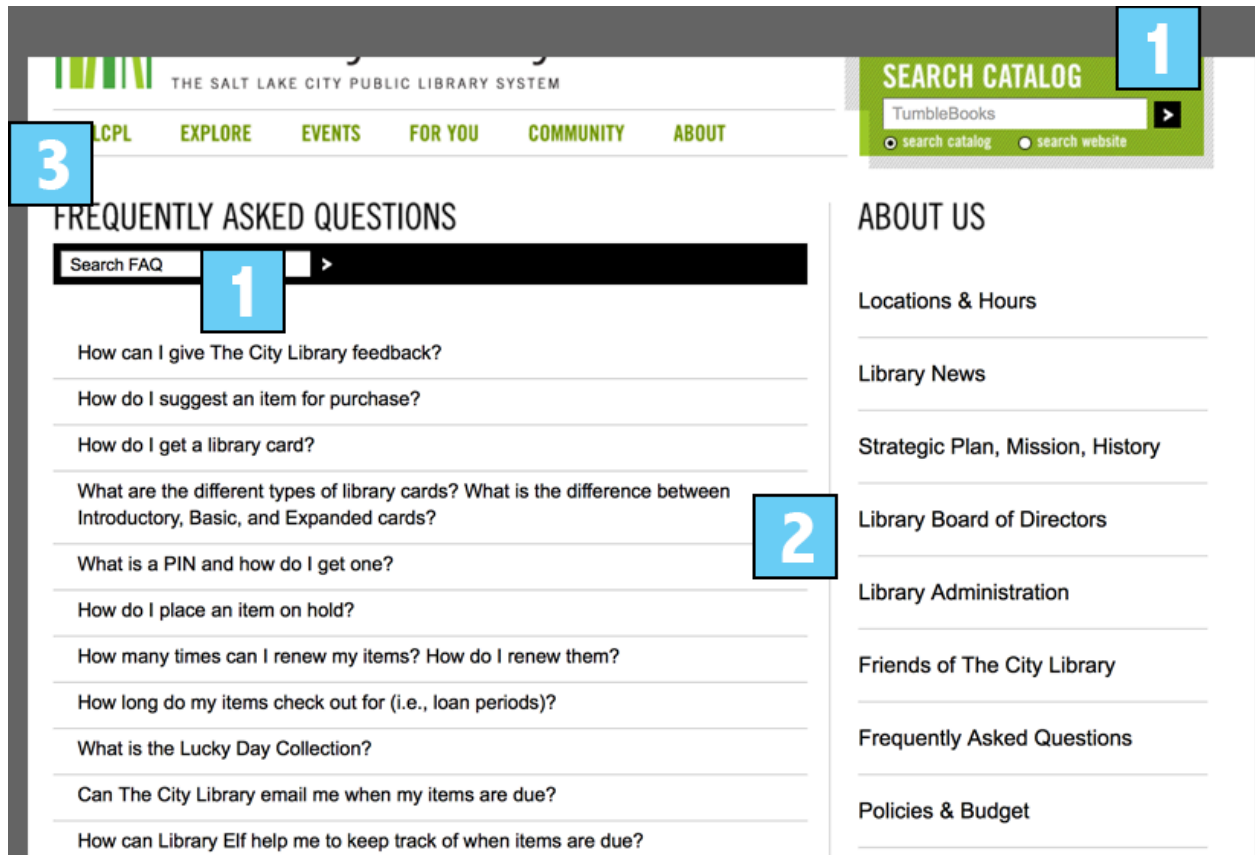 1
THE SALT LAKE CITY PUBLIC LIBRARY SYSTEM
SEARCH CATALOG
TumbleBooks
search catalog search website
3
LCPL EXPLORE EVENTS FOR YOU COMMUNITY ABOUT
FREQUENTLY ASKED QUESTIONS
Search FAQ
1
How can I give The City Library feedback?
How do I suggest an item for purchase?
How do I get a library card?
What are the different types of library cards? What is the difference between
Introductory, Basic, and Expanded cards?
What is a PIN and how do I get one?
How do I place an item on hold?
How many times can I renew my items? How do I renew them?
How long do my items check out for (i.e., loan periods)?
What is the Lucky Day Collection?
Can The City Library email me when my items are due?
How can Library Elf help me to keep track of when items are due?
2
ABOUT US
Locations & Hours
Library News
Strategic Plan, Mission, History
Library Board of Directors
Library Administration
Friends of The City Library
Frequently Asked Questions
Policies & Budget